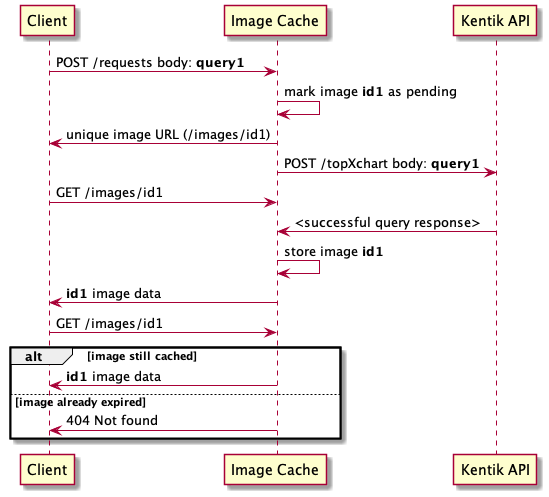 Client Image Cache Kentik API
POST /requests body: query1
mark image id1 as pending
unique image URL (/images/id1)
POST /topXchart body: query1
GET /images/id1
<successful query response>
store image id1
id1 image data
GET /images/id1
alt [image still cached]
id1 image data
[image already expired]
404 Not found
Client Image Cache Kentik API